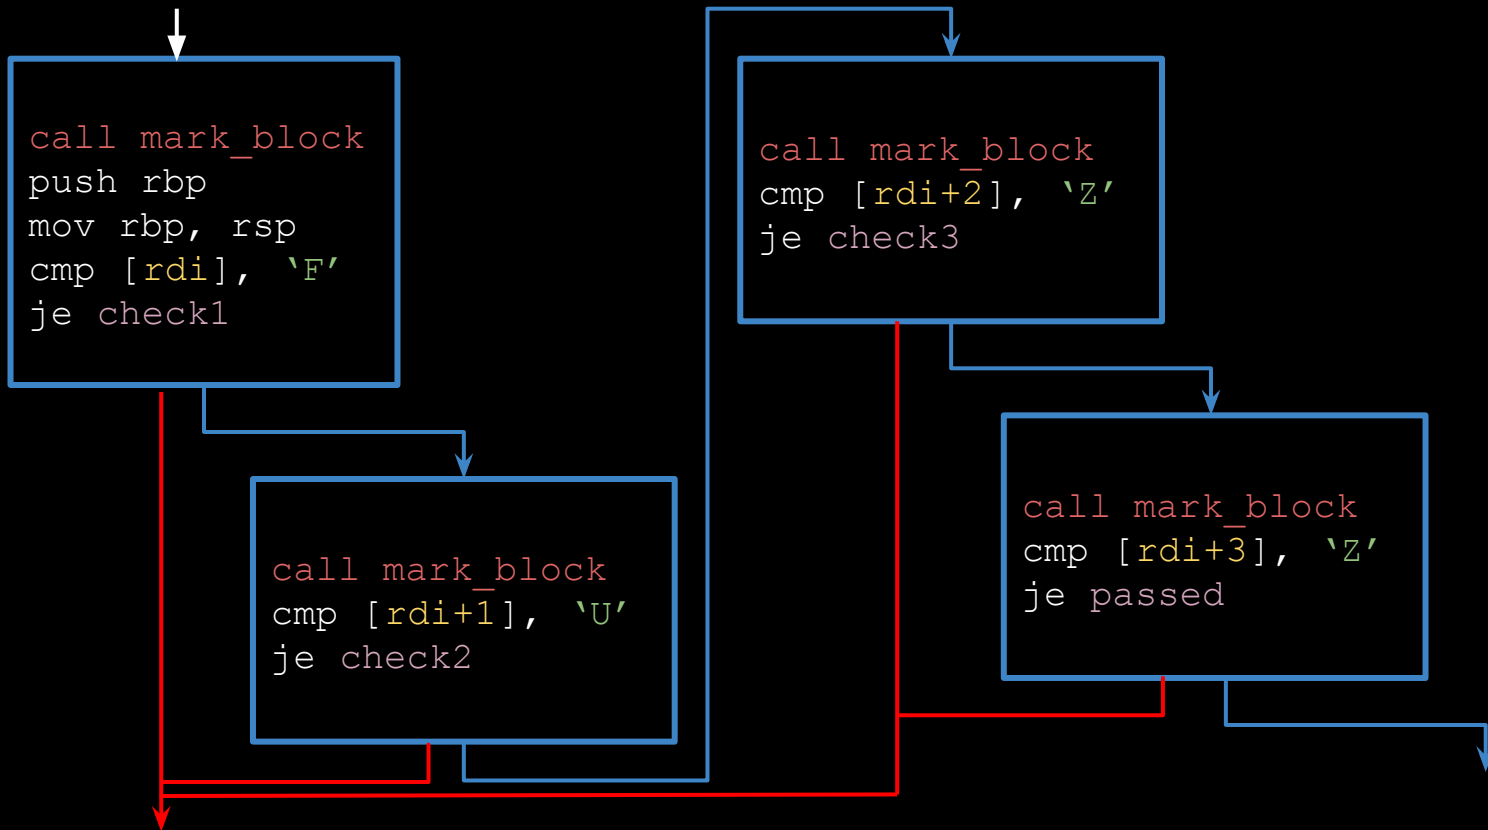 call mark_block
push rbp
mov rbp, rsp
cmp [rdi], ‘F’
je check1
call mark_block
cmp [rdi+1], ‘U’
je check2
call mark_block
cmp [rdi+2], ‘Z’
je check3
call mark_block
cmp [rdi+3], ‘Z’
je passed